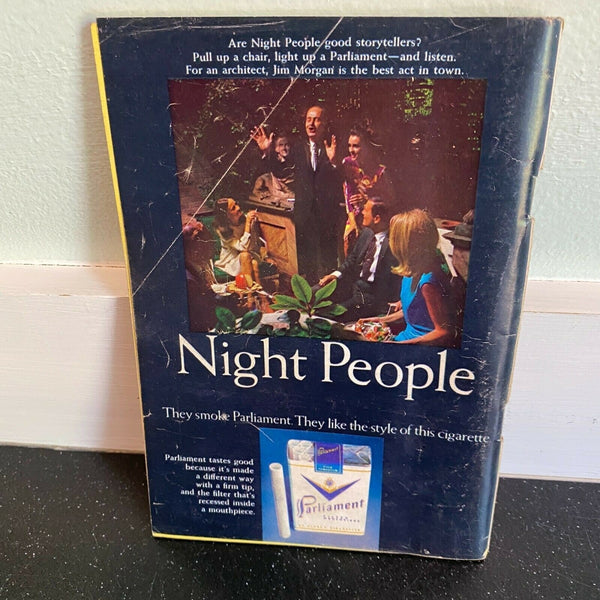 Are Night People good storytellers?
Pull up a chair, light up a Parliament—and listen.
For an architect, Jim Morgan is the best act in town.
Night People
They smoke Parliament. They like the style of this cigarette
Parliament tastes good
because it's made
a different way
with a firm tip,
and the filter that's
recessed inside
a mouthpiece.
Parliament